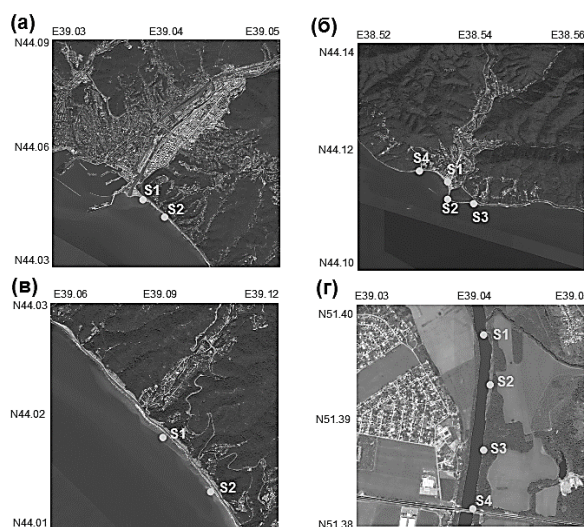 (а)
E39.03 E39.04 E39.05
N44.09
N44.06
N44.03
S1
S2
(б)
E38.52 E38.54 E38.56
N44.14
N44.12
N44.10
S4
S1
S2
S3
(в)
E39.06 E39.09 E39.12
N44.03
N44.02
N44.01
S1
S2
(г)
E39.03 E39.04 E39.0
N51.40
N51.39
N51.38
S1
S2
S3
S4